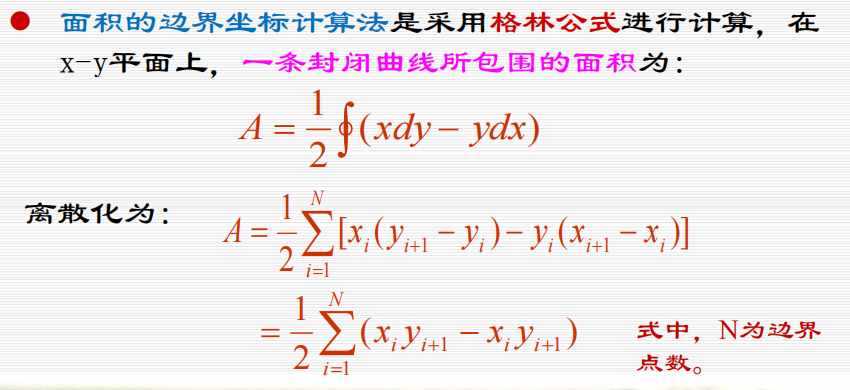 ● 面积的边界坐标计算法是采用格林公式进行计算，在
x-y平面上，一条封闭曲线所包围的面积为：
A = \frac{1}{2}\oint(xdy - ydx)
离散化为：
A = \frac{1}{2}\sum_{i=1}^{N}[x_i(y_{i+1} - y_i) - y_i(x_{i+1} - x_i)]
= \frac{1}{2}\sum_{i=1}^{N}(x_i y_{i+1} - x_i y_{i+1})
式中，N为边界
点数。